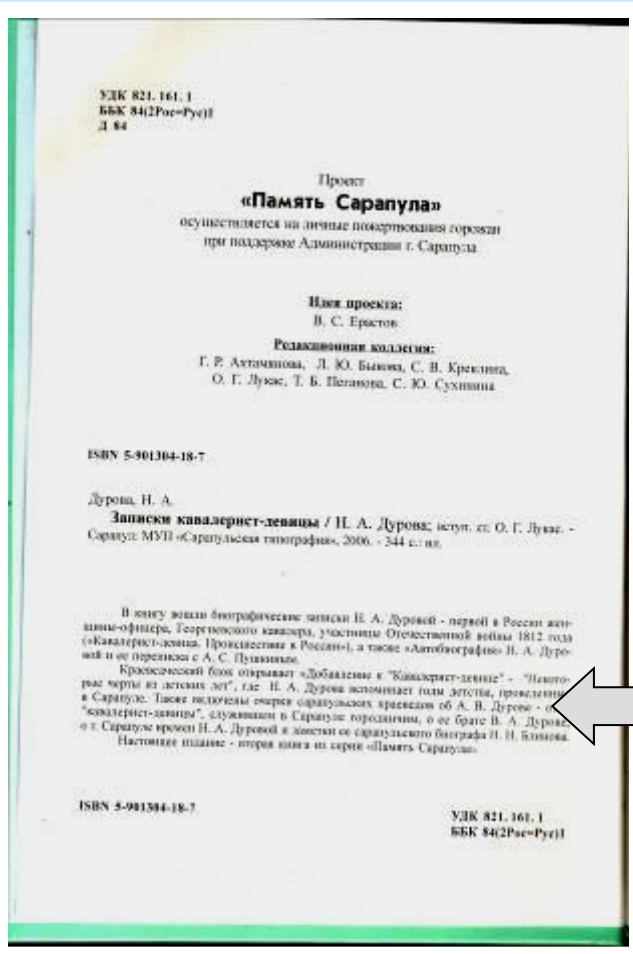 УДК 821. 161. 1
ББК 84(2Рос=Рус)1
Д 84
Проект
«Память Сарапула»
осуществляется на личные пожертвования горожан
при поддержке Администрации г. Сарапула
Идея проекта:
В. С. Ерастов
Редакционная коллегия:
Г. Р. Ахтамянова, Л. Ю. Быкова, С. В. Креклина,
О. Г. Лукас, Т. Б. Пеганова, С. Ю. Сухинина
ISBN 5-901304-18-7
Дурова, Н. А.
Записки кавалерист-девицы / Н. А. Дурова; вступ. ст. О. Г. Лукас. -
Сарапул: МУП «Сарапульская типография», 2006. - 344 с.: ил.
В книгу вошли биографические записки Н. А. Дуровой - первой в России жен-
щины-офицера, Георгиевского кавалера, участницы Отечественной войны 1812 года
(«Кавалерист-девица. Происшествие в России»), а также «Автобиография» Н. А. Дуро-
вой и ее переписка с А. С. Пушкиным.
Краеведческий блок открывает «Добавление к "Кавалерист-девице" - "Некото-
рые черты из детских лет", где Н. А. Дурова вспоминает годы детства, проведенные
в Сарапуле. Также включены очерки сарапульских краеведов об А. В. Дурове -
"кавалерист-девицы", служившем в Сарапуле городничим, о ее брате В. А. Дурове,
о г. Сарапуле времен Н. А. Дуровой и заметки ее сарапульского биографа Н. Н. Блинова.
Настоящее издание - вторая книга из серии «Память Сарапула».
ISBN 5-901304-18-7
УДК 821. 161. 1
ББК 84(2Рос=Рус)1